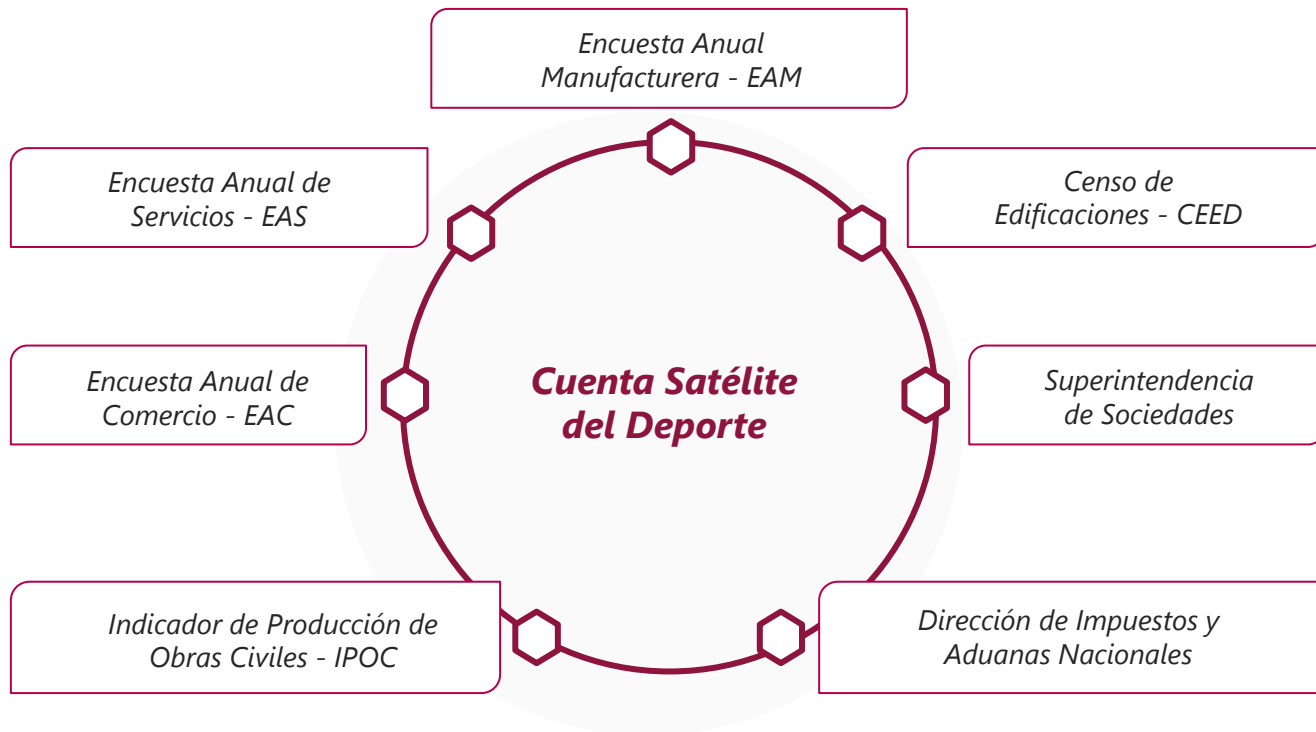 Encuesta Anual
Manufacturera - EAM
Encuesta Anual de
Servicios - EAS
Censo de
Edificaciones - CEED
Encuesta Anual de
Comercio - EAC
Cuenta Satélite
del Deporte
Superintendencia
de Sociedades
Indicador de Producción de
Obras Civiles - IPOC
Dirección de Impuestos y
Aduanas Nacionales